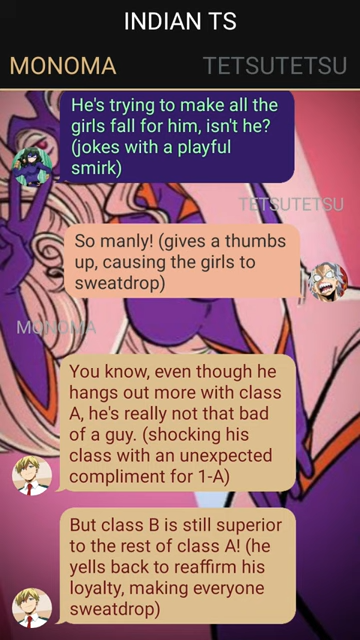 INDIAN TS
MONOMA TETSUTETSU
He's trying to make all the
girls fall for him, isn't he?
(jokes with a playful
smirk)
TETSUTETSU
So manly! (gives a thumbs
up, causing the girls to
sweatdrop)
MONOMA
You know, even though he
hangs out more with class
A, he's really not that bad
of a guy. (shocking his
class with an unexpected
compliment for 1-A)
But class B is still superior
to the rest of class A! (he
yells back to reaffirm his
loyalty, making everyone
sweatdrop)